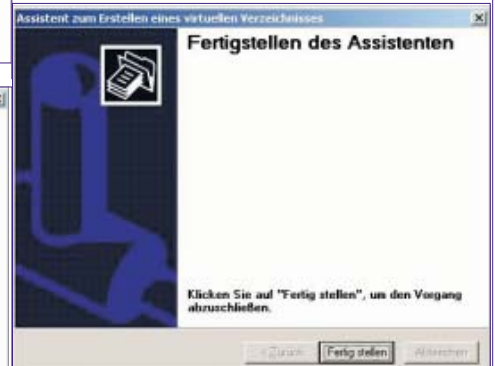 Assistent zum Erstellen eines virtuellen Verzeichnisses
Fertigstellen des Assistenten
Klicken Sie auf "Fertig stellen", um den Vorgang
abzuschließen.
< Zurück Fertig stellen Abbrechen